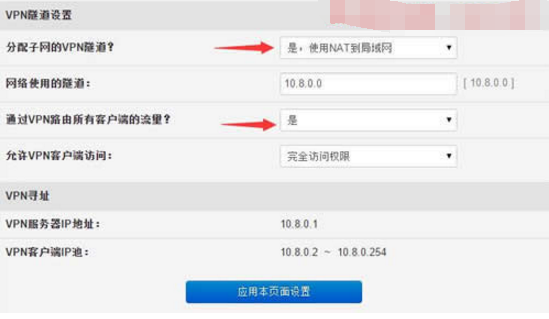 VPN隧道设置
分配子网的VPN隧道？ 是，使用NAT到局域网
网络使用的隧道： 10.8.0.0 [ 10.8.0.0 ]
通过VPN路由所有客户端的流里？ 是
允许VPN客户端访问： 完全访问权限
VPN寻址
VPN服务器IP地址： 10.8.0.1
VPN客户端IP池： 10.8.0.2 ~ 10.8.0.254
应用本页面设置